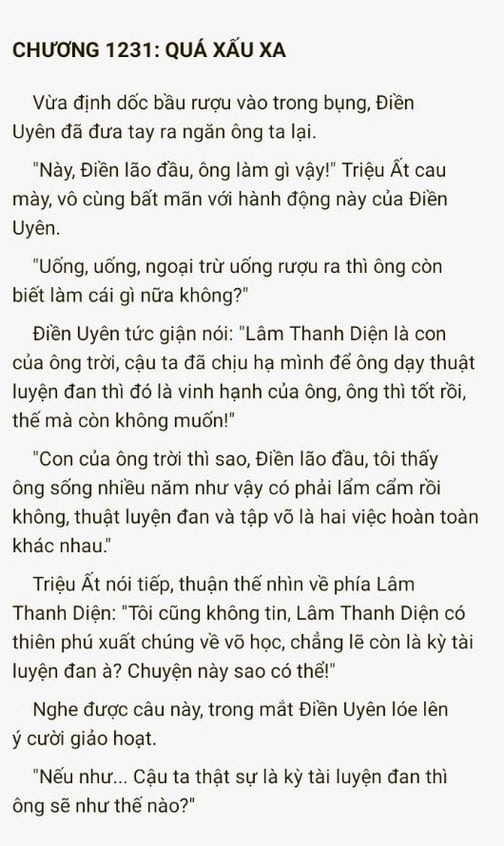 CHƯƠNG 1231: QUÁ XẤU XA
Vừa định dốc bầu rượu vào trong bụng, Điền
Uyên đã đưa tay ra ngăn ông ta lại.
"Này, Điền lão đầu, ông làm gì vậy!" Triệu Ất cau
mày, vô cùng bất mãn với hành động này của Điền
Uyên.
"Uống, uống, ngoại trừ uống rượu ra thì ông còn
biết làm cái gì nữa không?"
Điền Uyên tức giận nói: "Lâm Thanh Diện là con
của ông trời, cậu ta đã chịu hạ mình để ông dạy thuật
luyện đan thì đó là vinh hạnh của ông, ông thì tốt rồi,
thế mà còn không muốn!"
"Con của ông trời thì sao, Điền lão đầu, tôi thấy
ông sống nhiều năm như vậy có phải lẩm cẩm rồi
không, thuật luyện đan và tập võ là hai việc hoàn toàn
khác nhau."
Triệu Ất nói tiếp, thuận thế nhìn về phía Lâm
Thanh Diện: "Tôi cũng không tin, Lâm Thanh Diện có
thiên phú xuất chúng về võ học, chẳng lẽ còn là kỳ tài
luyện đan à? Chuyện này sao có thể!"
Nghe được câu này, trong mắt Điền Uyên lóe lên
ý cười giảo hoạt.
"Nếu như... Cậu ta thật sự là kỳ tài luyện đan thì
ông sẽ như thế nào?"